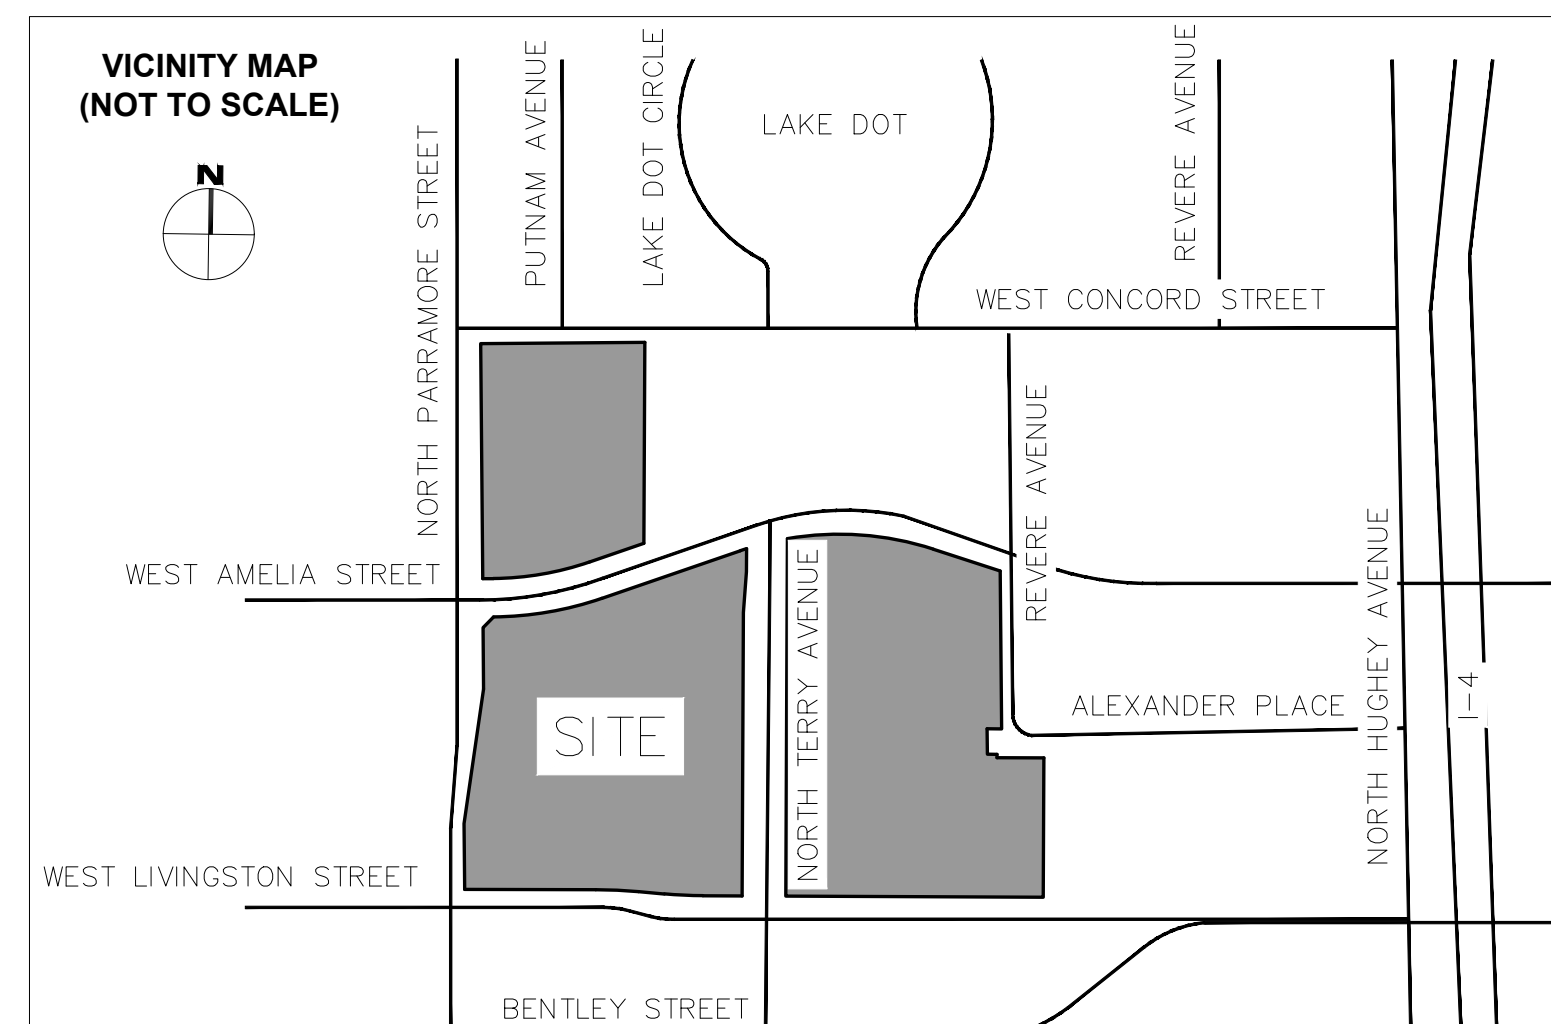 VICINITY MAP
(NOT TO SCALE)
N
NORTH PARRAMORE STREET
PUTNAM AVENUE
LAKE DOT CIRCLE
LAKE DOT
REVERE AVENUE
WEST CONCORD STREET
REVERE AVENUE
WEST AMELIA STREET
NORTH TERRY AVENUE
NORTH HUGHEY AVENUE
SITE
ALEXANDER PLACE
I-4
WEST LIVINGSTON STREET
BENTLEY STREET